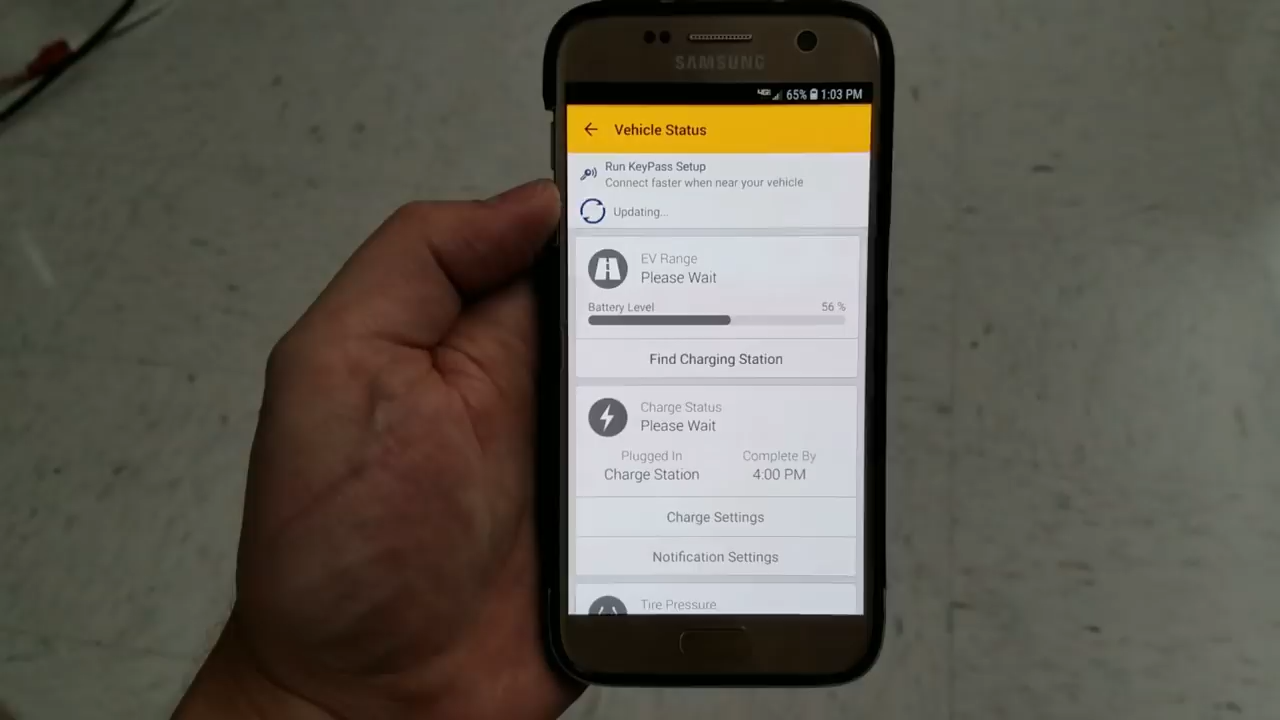 SAMSUNG
65% 1:03 PM
Vehicle Status
Run KeyPass Setup
Connect faster when near your vehicle
Updating...
EV Range
Please Wait
Battery Level 56 %
Find Charging Station
Charge Status
Please Wait
Plugged In Complete By
Charge Station 4:00 PM
Charge Settings
Notification Settings
Tire Pressure